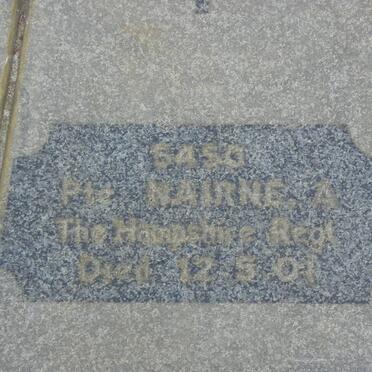 5450
Pte NAIRNE. A
The Hampshire Regt
Died 12.5.01